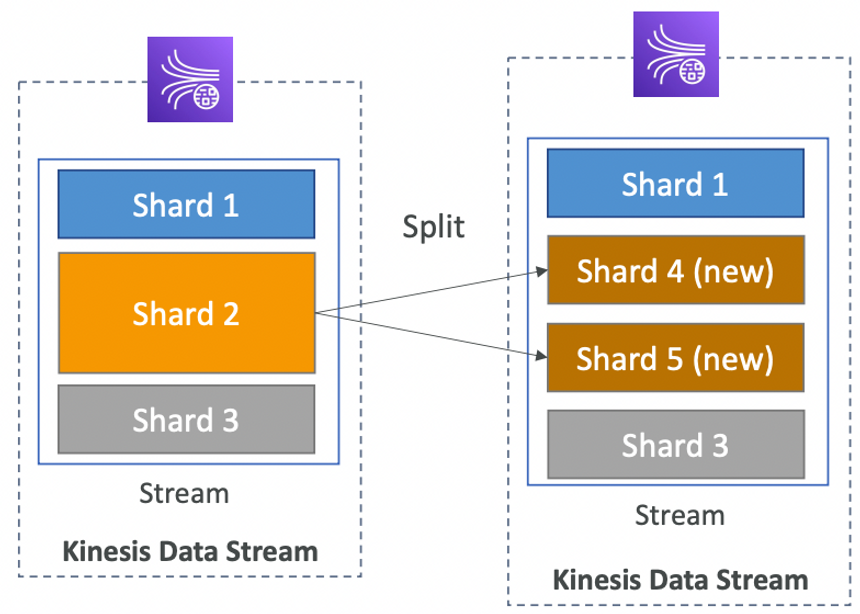 Shard 1
Shard 2
Shard 3
Stream
Kinesis Data Stream
Split
Shard 1
Shard 4 (new)
Shard 5 (new)
Shard 3
Stream
Kinesis Data Stream